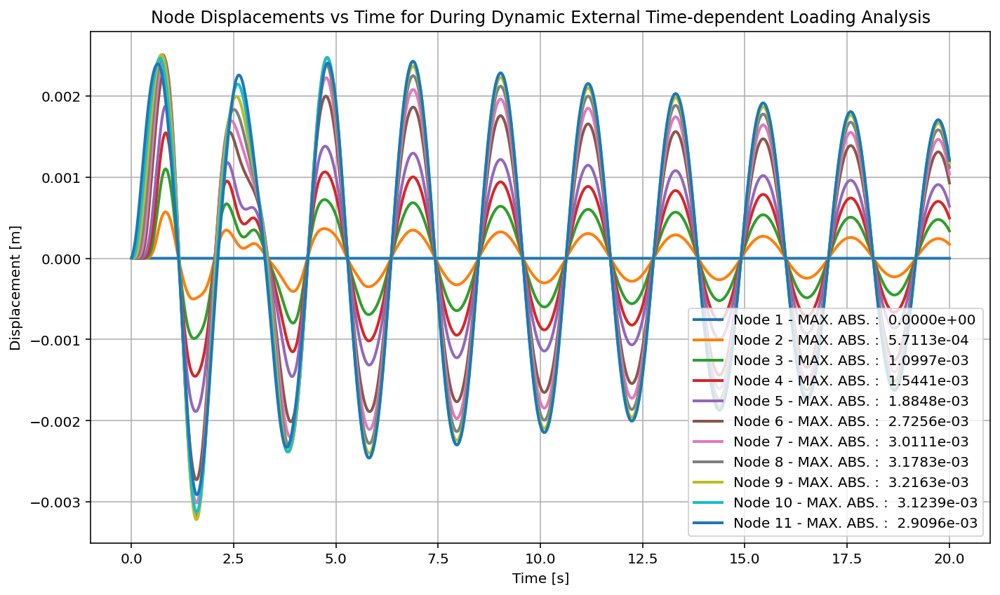 Node Displacements vs Time for During Dynamic External Time-dependent Loading Analysis
Displacement [m]
0.002
0.001
0.000
−0.001
−0.002
−0.003
Node 1 - MAX. ABS. :  0.0000e+00
Node 2 - MAX. ABS. :  5.7113e-04
Node 3 - MAX. ABS. :  1.0997e-03
Node 4 - MAX. ABS. :  1.5441e-03
Node 5 - MAX. ABS. :  1.8848e-03
Node 6 - MAX. ABS. :  2.7256e-03
Node 7 - MAX. ABS. :  3.0111e-03
Node 8 - MAX. ABS. :  3.1783e-03
Node 9 - MAX. ABS. :  3.2163e-03
Node 10 - MAX. ABS. :  3.1239e-03
Node 11 - MAX. ABS. :  2.9096e-03
0.0 2.5 5.0 7.5 10.0 12.5 15.0 17.5 20.0
Time [s]